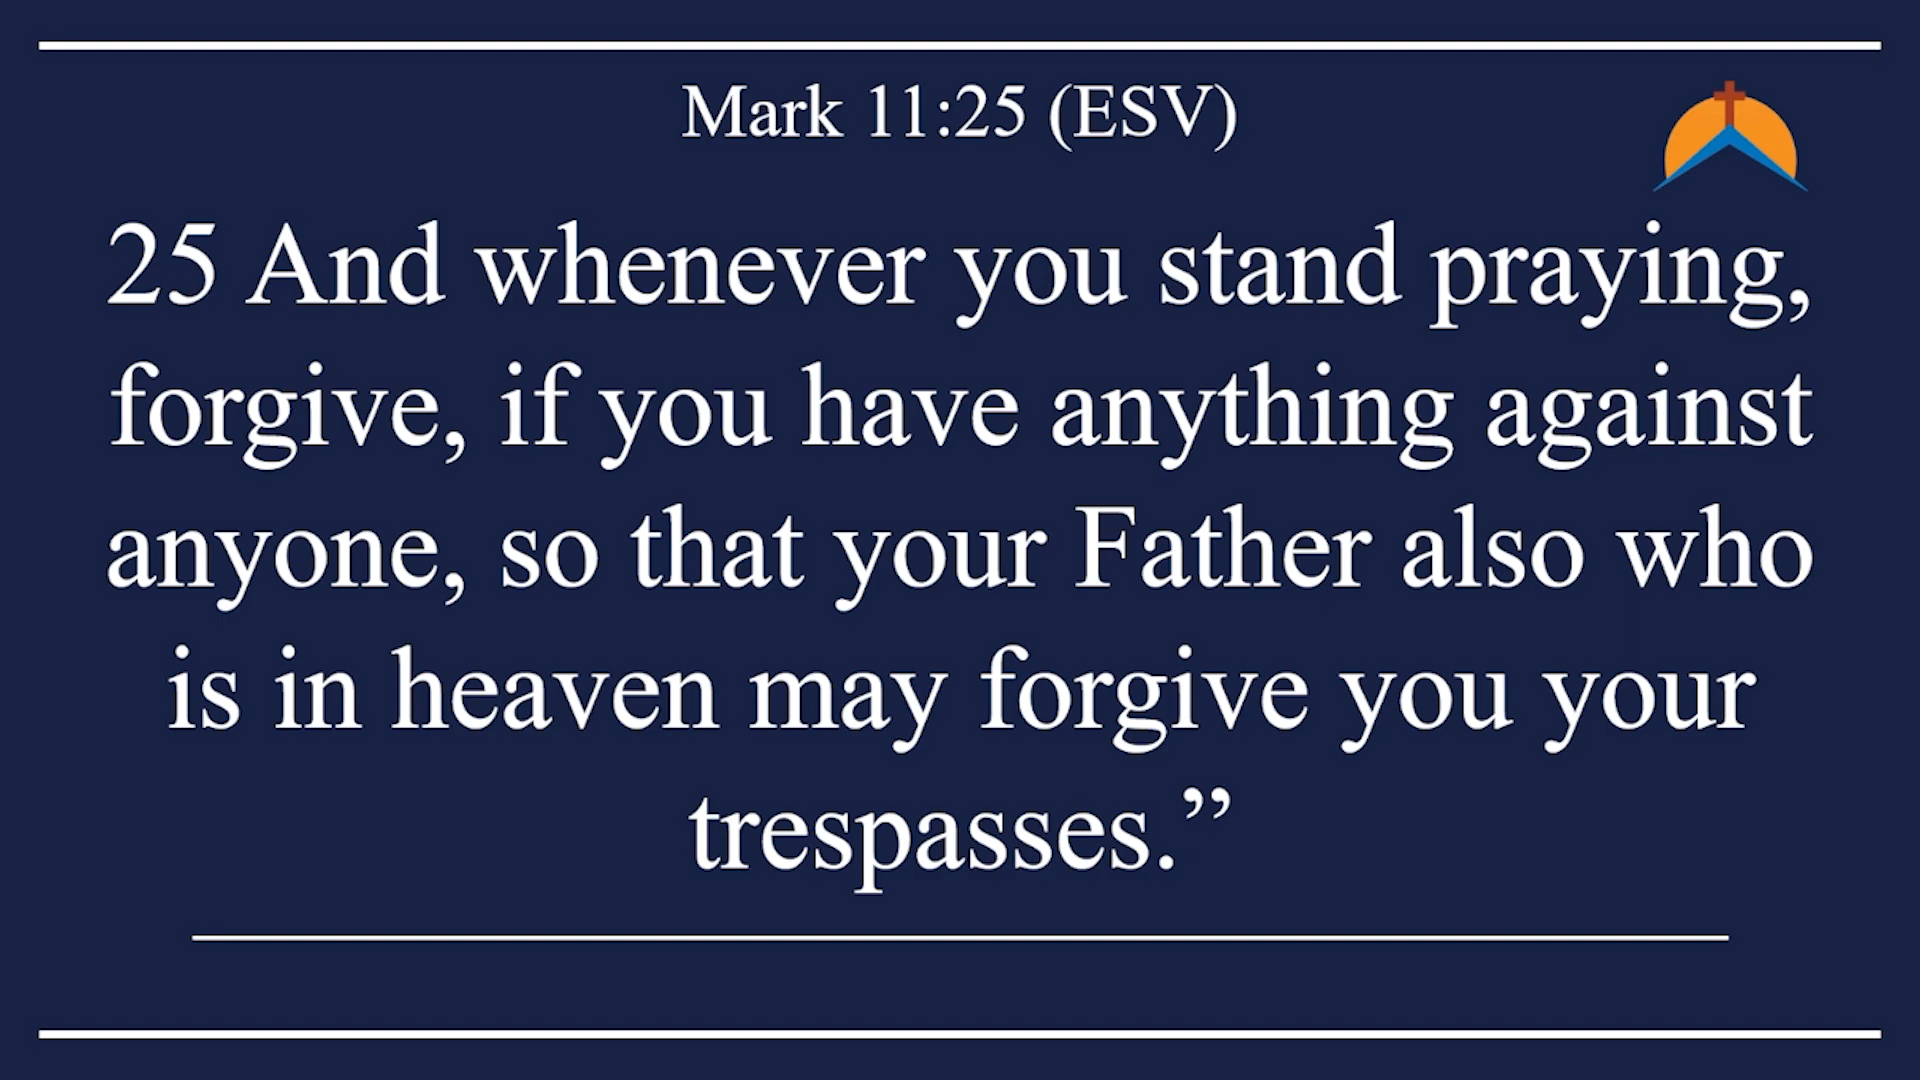 Mark 11:25 (ESV)
25 And whenever you stand praying,
forgive, if you have anything against
anyone, so that your Father also who
is in heaven may forgive you your
trespasses.”